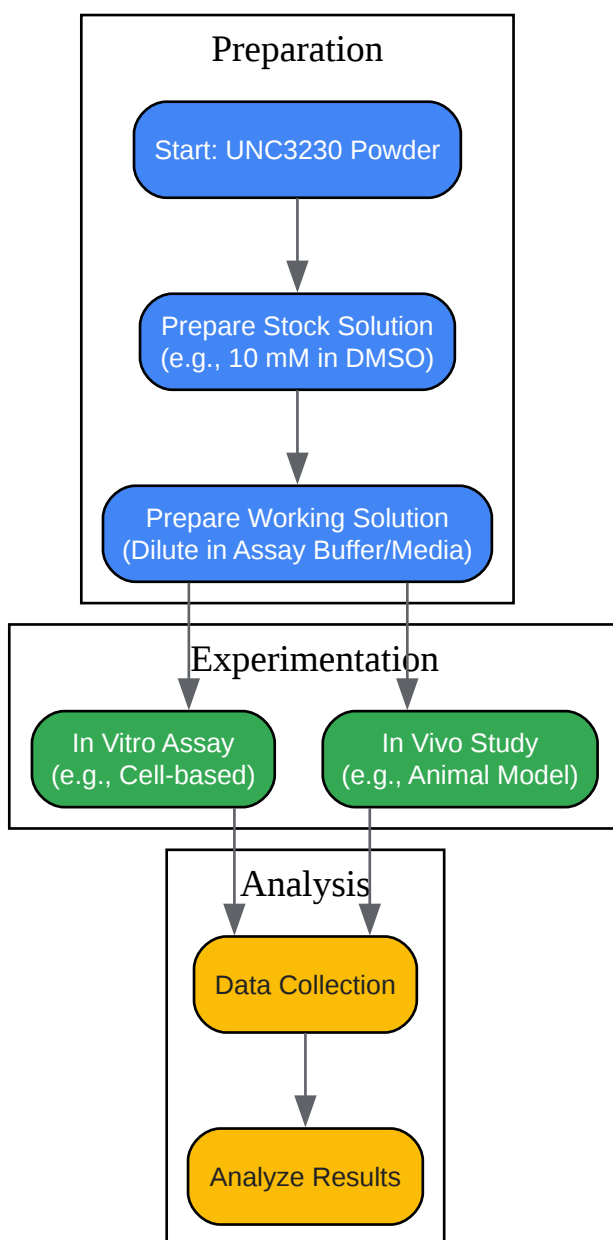 Preparation
Start: UNC3230 Powder
Prepare Stock Solution
(e.g., 10 mM in DMSO)
Prepare Working Solution
(Dilute in Assay Buffer/Media)
Experimentation
In Vitro Assay
(e.g., Cell-based)
In Vivo Study
(e.g., Animal Model)
Analysis
Data Collection
Analyze Results